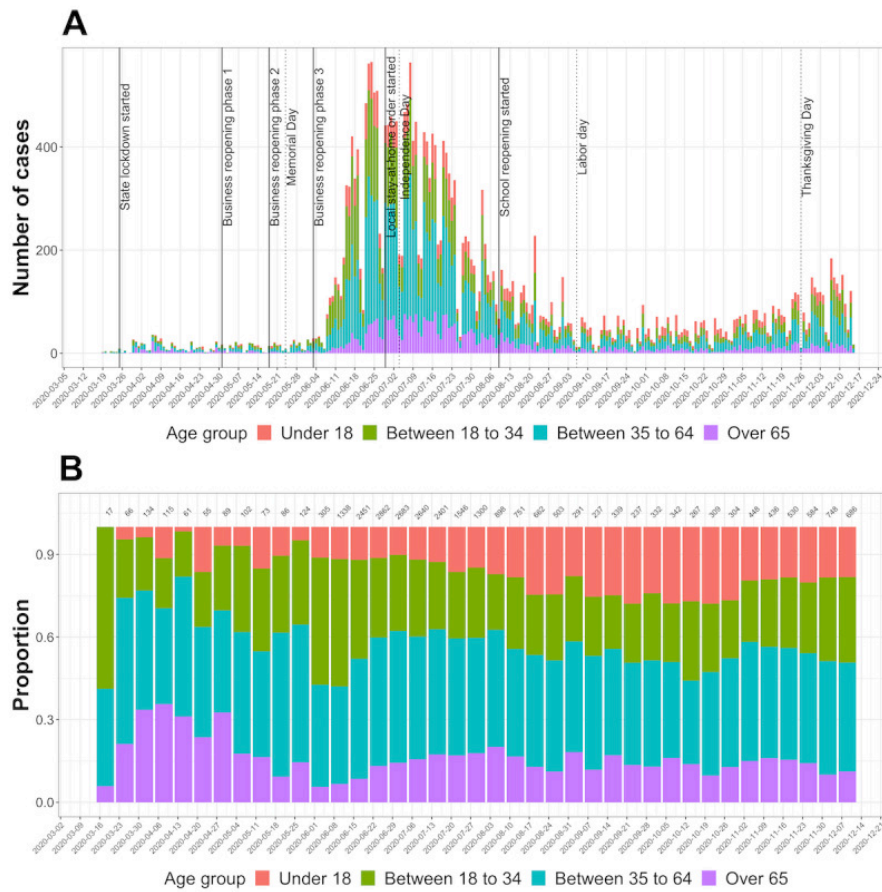 A
Number of cases
400
200
0
State lockdown started
Business reopening phase 1
Business reopening phase 2
Memorial Day
Business reopening phase 3
Local stay-at-home order started
Independence Day
School reopening started
Labor day
Thanksgiving Day
2020-03-05 2020-03-12 2020-03-19 2020-03-26 2020-04-02 2020-04-09 2020-04-16 2020-04-23 2020-04-30 2020-05-07 2020-05-14 2020-05-21 2020-05-28 2020-06-04 2020-06-11 2020-06-18 2020-06-25 2020-07-02 2020-07-09 2020-07-16 2020-07-23 2020-07-30 2020-08-06 2020-08-13 2020-08-20 2020-08-27 2020-09-03 2020-09-10 2020-09-17 2020-09-24 2020-10-01 2020-10-08 2020-10-15 2020-10-22 2020-10-29 2020-11-05 2020-11-12 2020-11-19 2020-11-26 2020-12-03 2020-12-10 2020-12-17 2020-12-24
Age group Under 18 Between 18 to 34 Between 35 to 64 Over 65
B
Proportion
0.9
0.6
0.3
0.0
17 66 134 115 61 55 89 102 73 86 124 305 1338 2451 2862 2683 2640 2401 1546 1300 898 751 662 503 291 237 339 237 332 342 267 309 304 448 436 530 584 748 686
2020-03-02 2020-03-09 2020-03-16 2020-03-23 2020-03-30 2020-04-06 2020-04-13 2020-04-20 2020-04-27 2020-05-04 2020-05-11 2020-05-18 2020-05-25 2020-06-01 2020-06-08 2020-06-15 2020-06-22 2020-06-29 2020-07-06 2020-07-13 2020-07-20 2020-07-27 2020-08-03 2020-08-10 2020-08-17 2020-08-24 2020-08-31 2020-09-07 2020-09-14 2020-09-21 2020-09-28 2020-10-05 2020-10-12 2020-10-19 2020-10-26 2020-11-02 2020-11-09 2020-11-16 2020-11-23 2020-11-30 2020-12-07 2020-12-14 2020-12-21
Age group Under 18 Between 18 to 34 Between 35 to 64 Over 65